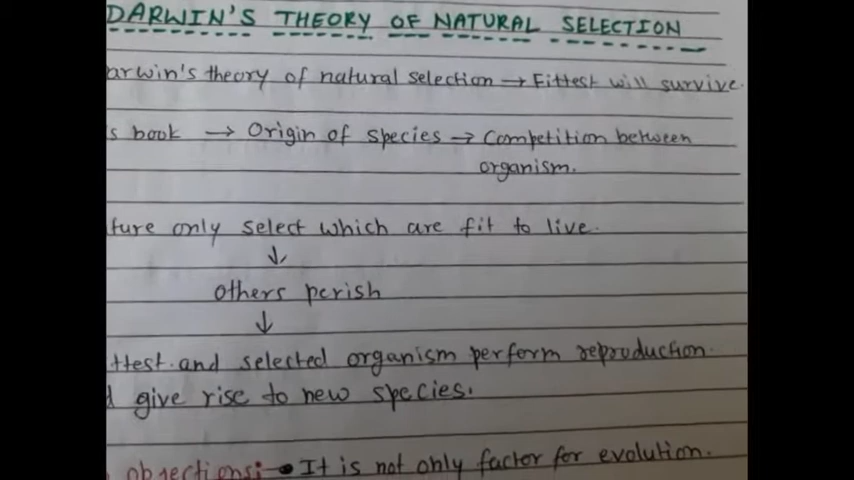 DARWIN'S THEORY OF NATURAL SELECTION
arwin's theory of natural selection → Fittest will survive.
s book → Origin of species → Competition between
organism.
ture only select which are fit to live.
↓
others perish
↓
ttest and selected organism perform reproduction.
d give rise to new species.
objections: • It is not only factor for evolution.